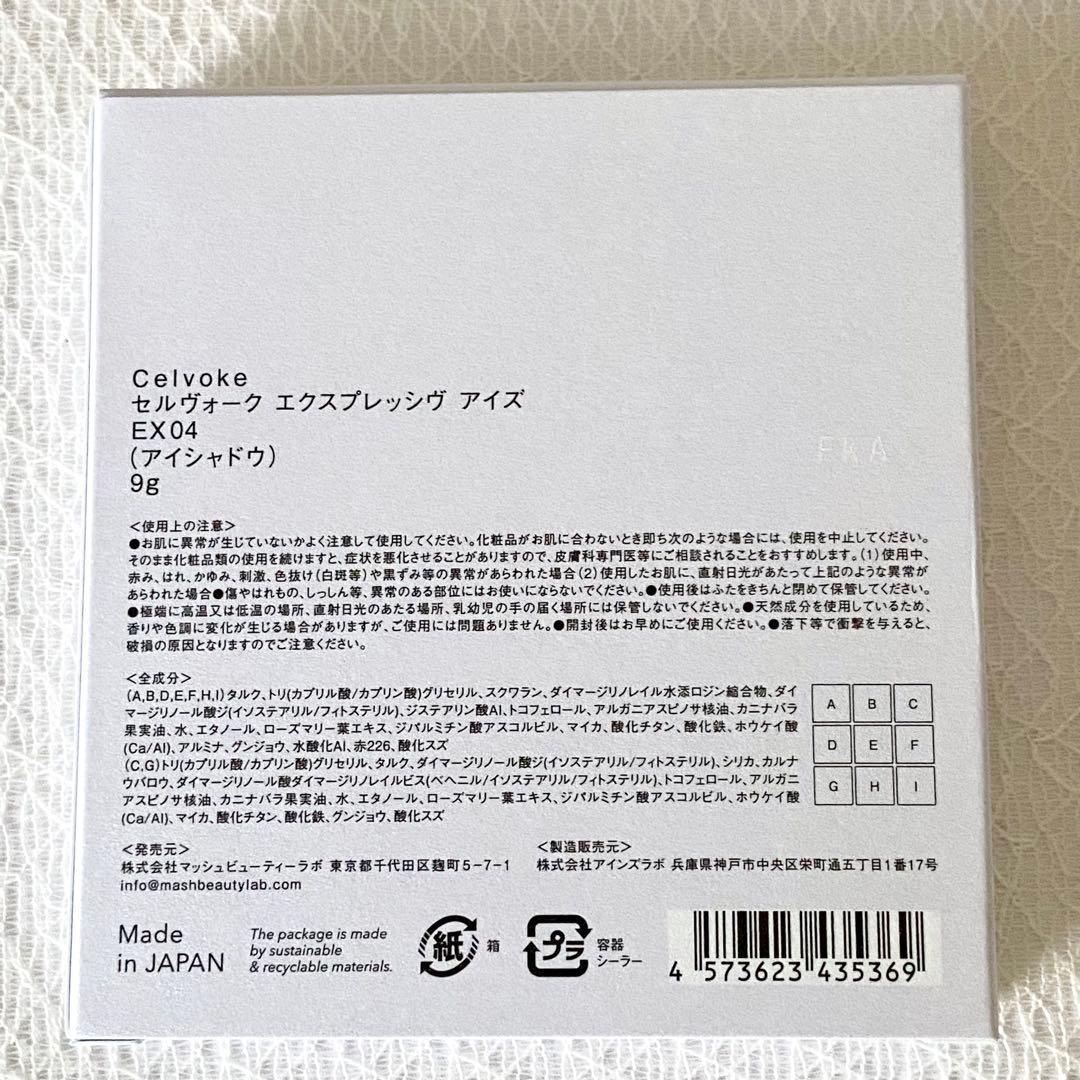 Celvoke
セルヴォーク エクスプレッシヴ アイズ
EX04
(アイシャドウ)
9g
FKA
<使用上の注意>
●お肌に異常が生じていないかよく注意して使用してください。化粧品がお肌に合わないとき即ち次のような場合には、使用を中止してください。
そのまま化粧品類の使用を続けますと、症状を悪化させることがありますので、皮膚科専門医等にご相談されることをおすすめします。(1)使用中、
赤み、はれ、かゆみ、刺激、色抜け(白斑等)や黒ずみ等の異常があらわれた場合(2)使用したお肌に、直射日光があたって上記のような異常が
あらわれた場合●傷やはれもの、しっしん等、異常のある部位にはお使いにならないでください。●使用後はふたをきちんと閉めて保管してください。
●極端に高温又は低温の場所、直射日光のあたる場所、乳幼児の手の届く場所には保管しないでください。●天然成分を使用しているため、
香りや色調に変化が生じる場合がありますが、ご使用には問題ありません。●開封後はお早めにご使用ください。●落下等で衝撃を与えると、
破損の原因となりますのでご注意ください。
<全成分>
(A,B,D,E,F,H,I)タルク、トリ(カプリル酸/カプリン酸)グリセリル、スクワラン、ダイマージリノレイル水添ロジン縮合物、ダイ
マージリノール酸ジ(イソステアリル/フィトステリル)、ジステアリン酸Al、トコフェロール、アルガニアスピノサ核油、カニナバラ
果実油、水、エタノール、ローズマリー葉エキス、ジパルミチン酸アスコルビル、マイカ、酸化チタン、酸化鉄、ホウケイ酸
(Ca/Al)、アルミナ、グンジョウ、水酸化Al、赤226、酸化スズ
(C,G)トリ(カプリル酸/カプリン酸)グリセリル、タルク、ダイマージリノール酸ジ(イソステアリル/フィトステリル)、シリカ、カルナ
ウバロウ、ダイマージリノール酸ダイマージリノレイルビス(ベヘニル/イソステアリル/フィトステリル)、トコフェロール、アルガニ
アスピノサ核油、カニナバラ果実油、水、エタノール、ローズマリー葉エキス、ジパルミチン酸アスコルビル、ホウケイ酸
(Ca/Al)、マイカ、酸化チタン、酸化鉄、グンジョウ、酸化スズ
A B C
D E F
G H I
<発売元>
株式会社マッシュビューティーラボ 東京都千代田区麹町5-7-1
info@mashbeautylab.com
<製造販売元>
株式会社アインズラボ 兵庫県神戸市中央区栄町通五丁目1番17号
Made
in JAPAN
The package is made
by sustainable
& recyclable materials.
紙
箱
プラ
容器
シーラー
4 573623 435369